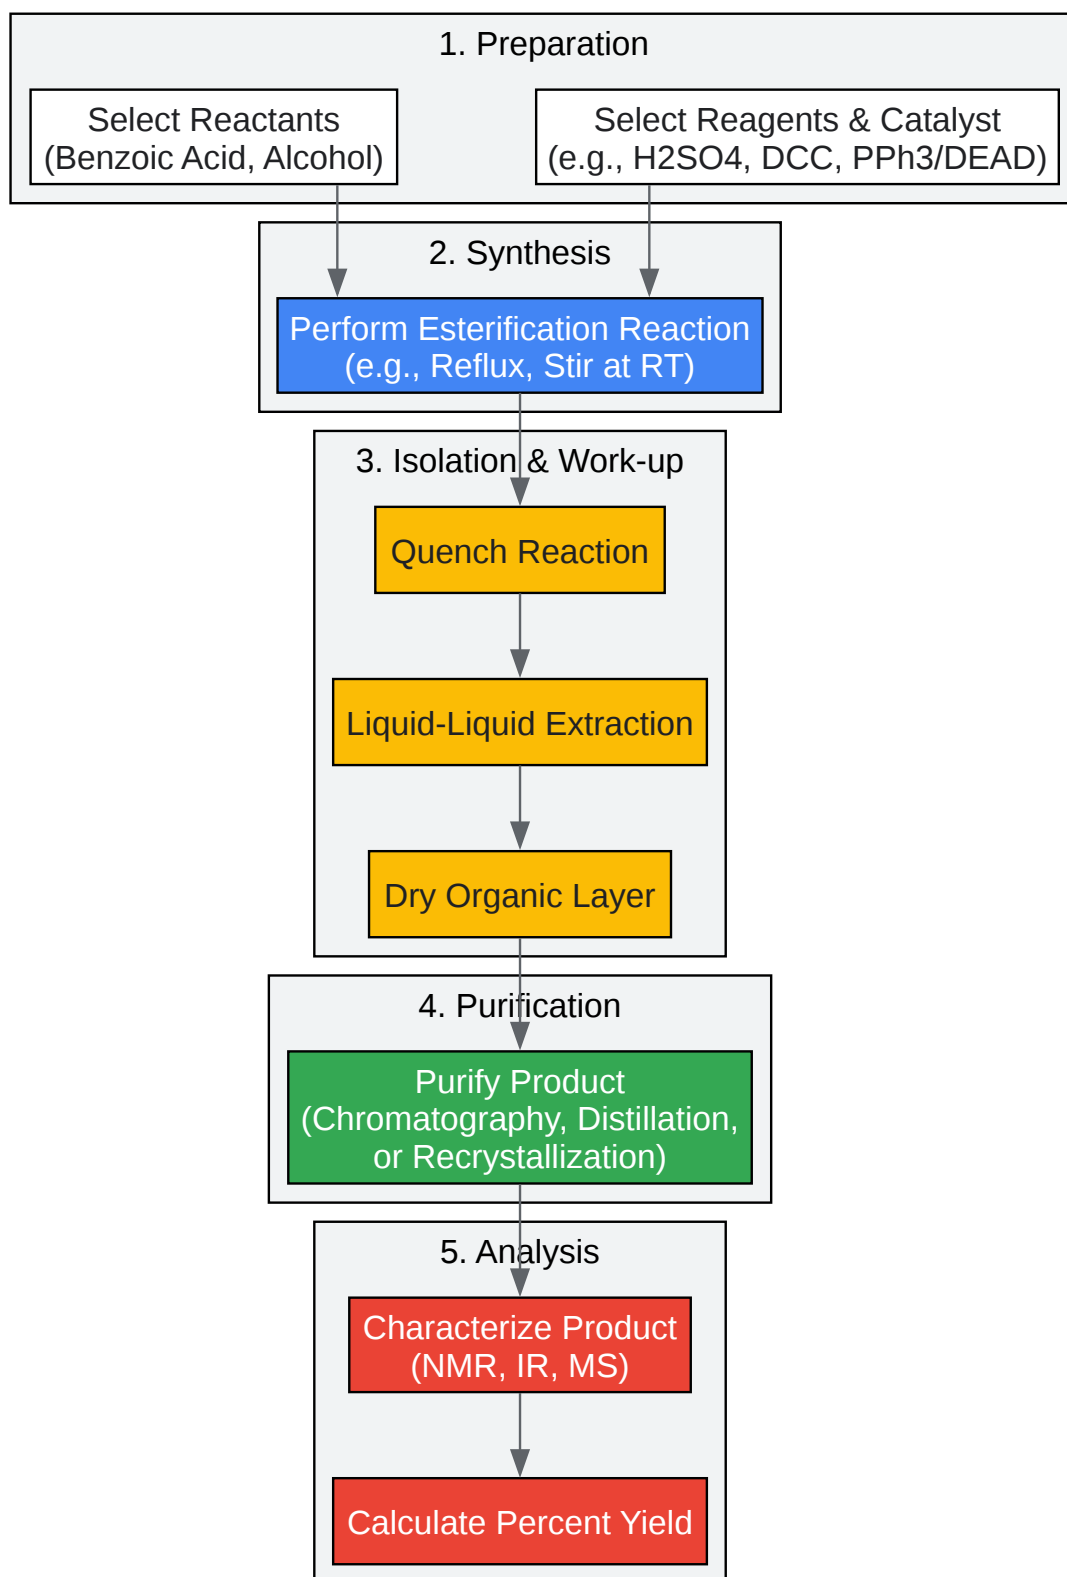 1. Preparation
Select Reactants
(Benzoic Acid, Alcohol)
Select Reagents & Catalyst
(e.g., H2SO4, DCC, PPh3/DEAD)
2. Synthesis
Perform Esterification Reaction
(e.g., Reflux, Stir at RT)
3. Isolation & Work-up
Quench Reaction
Liquid-Liquid Extraction
Dry Organic Layer
4. Purification
Purify Product
(Chromatography, Distillation,
or Recrystallization)
5. Analysis
Characterize Product
(NMR, IR, MS)
Calculate Percent Yield